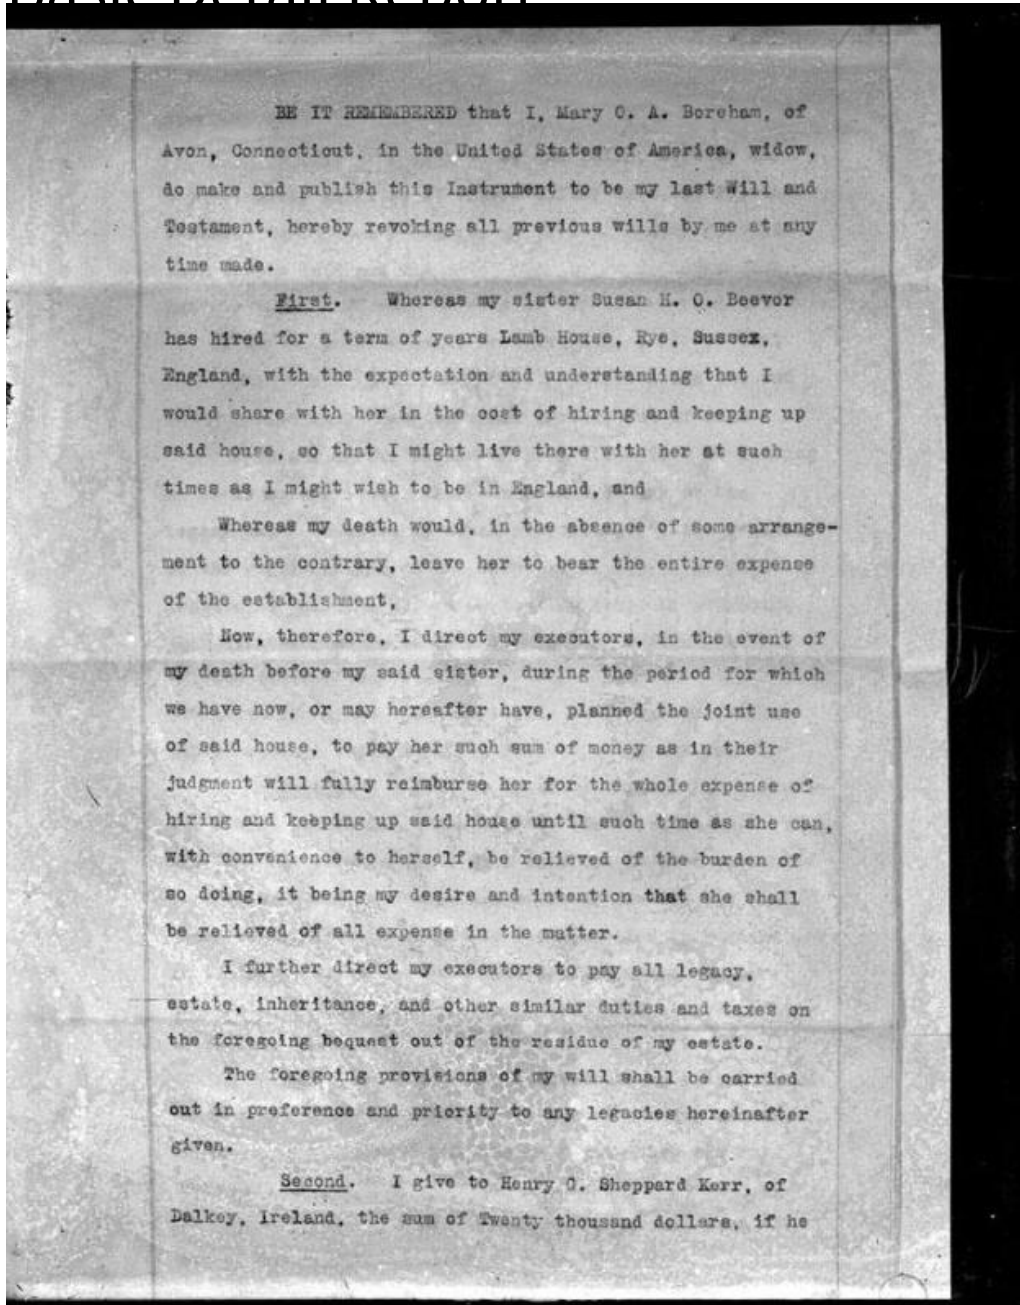 BE IT REMEMBERED that I, Mary C. A. Boreham, of
Avon, Connecticut, in the United States of America, widow,
do make and publish this Instrument to be my last Will and
Testament, hereby revoking all previous wills by me at any
time made.
First. Whereas my sister Susan H. O. Beevor
has hired for a term of years Lamb House, Rye, Sussex,
England, with the expectation and understanding that I
would share with her in the cost of hiring and keeping up
said house, so that I might live there with her at such
times as I might wish to be in England, and
Whereas my death would, in the absence of some arrange-
ment to the contrary, leave her to bear the entire expense
of the establishment,
Now, therefore, I direct my executors, in the event of
my death before my said sister, during the period for which
we have now, or may hereafter have, planned the joint use
of said house, to pay her such sum of money as in their
judgment will fully reimburse her for the whole expense of
hiring and keeping up said house until such time as she can,
with convenience to herself, be relieved of the burden of
so doing, it being my desire and intention that she shall
be relieved of all expense in the matter.
I further direct my executors to pay all legacy,
estate, inheritance, and other similar duties and taxes on
the foregoing bequest out of the residue of my estate.
The foregoing provisions of my will shall be carried
out in preference and priority to any legacies hereinafter
given.
Second. I give to Henry G. Sheppard Kerr, of
Dalkey, Ireland, the sum of Twenty thousand dollars, if he